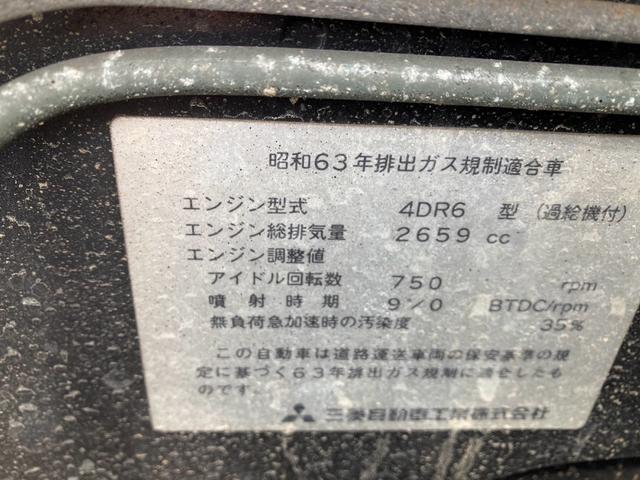 昭和63年排出ガス規制適合車
エンジン型式 4DR6 型 (過給機付)
エンジン総排気量 2659 cc
エンジン調整値
アイドル回転数 750 rpm
噴射時期 9°/0 BTDC/rpm
無負荷急加速時の汚染度 35%
この自動車は道路運送車両の保安基準の規
定に基づく63年排出ガス規制に適合したも
のです。
三菱自動車工業株式会社